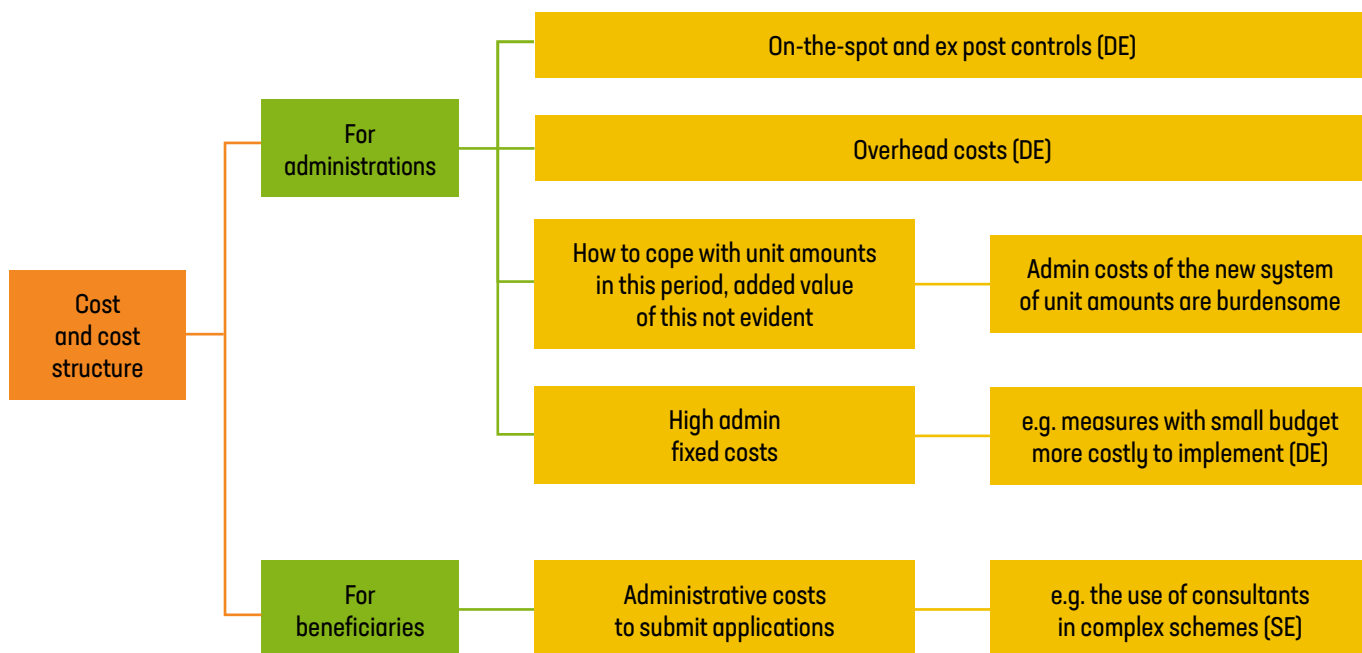 Cost
and cost
structure
For
administrations
On-the-spot and ex post controls (DE)
Overhead costs (DE)
How to cope with unit amounts
in this period, added value
of this not evident
Admin costs of the new system
of unit amounts are burdensome
High admin
fixed costs
e.g. measures with small budget
more costly to implement (DE)
For
beneficiaries
Administrative costs
to submit applications
e.g. the use of consultants
in complex schemes (SE)